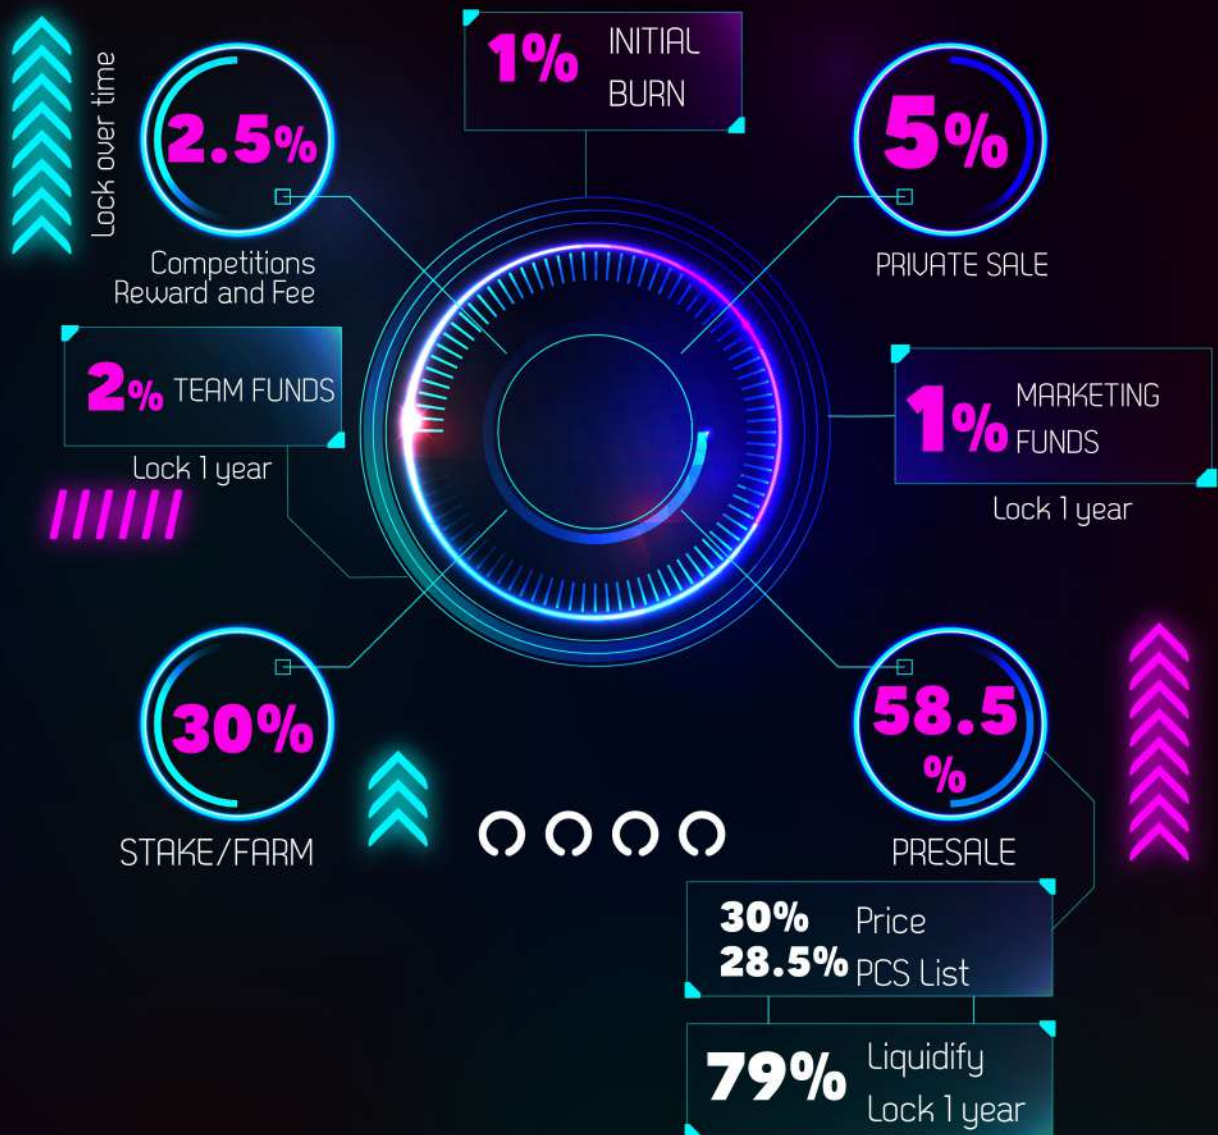 1% INITIAL
BURN
Lock over time
2.5%
Competitions
Reward and Fee
5%
PRIVATE SALE
2% TEAM FUNDS
Lock 1 year
1% MARKETING
FUNDS
Lock 1 year
30%
STAKE/FARM
58.5
%
PRESALE
30% Price
28.5% PCS List
79% Liquidify
Lock 1 year